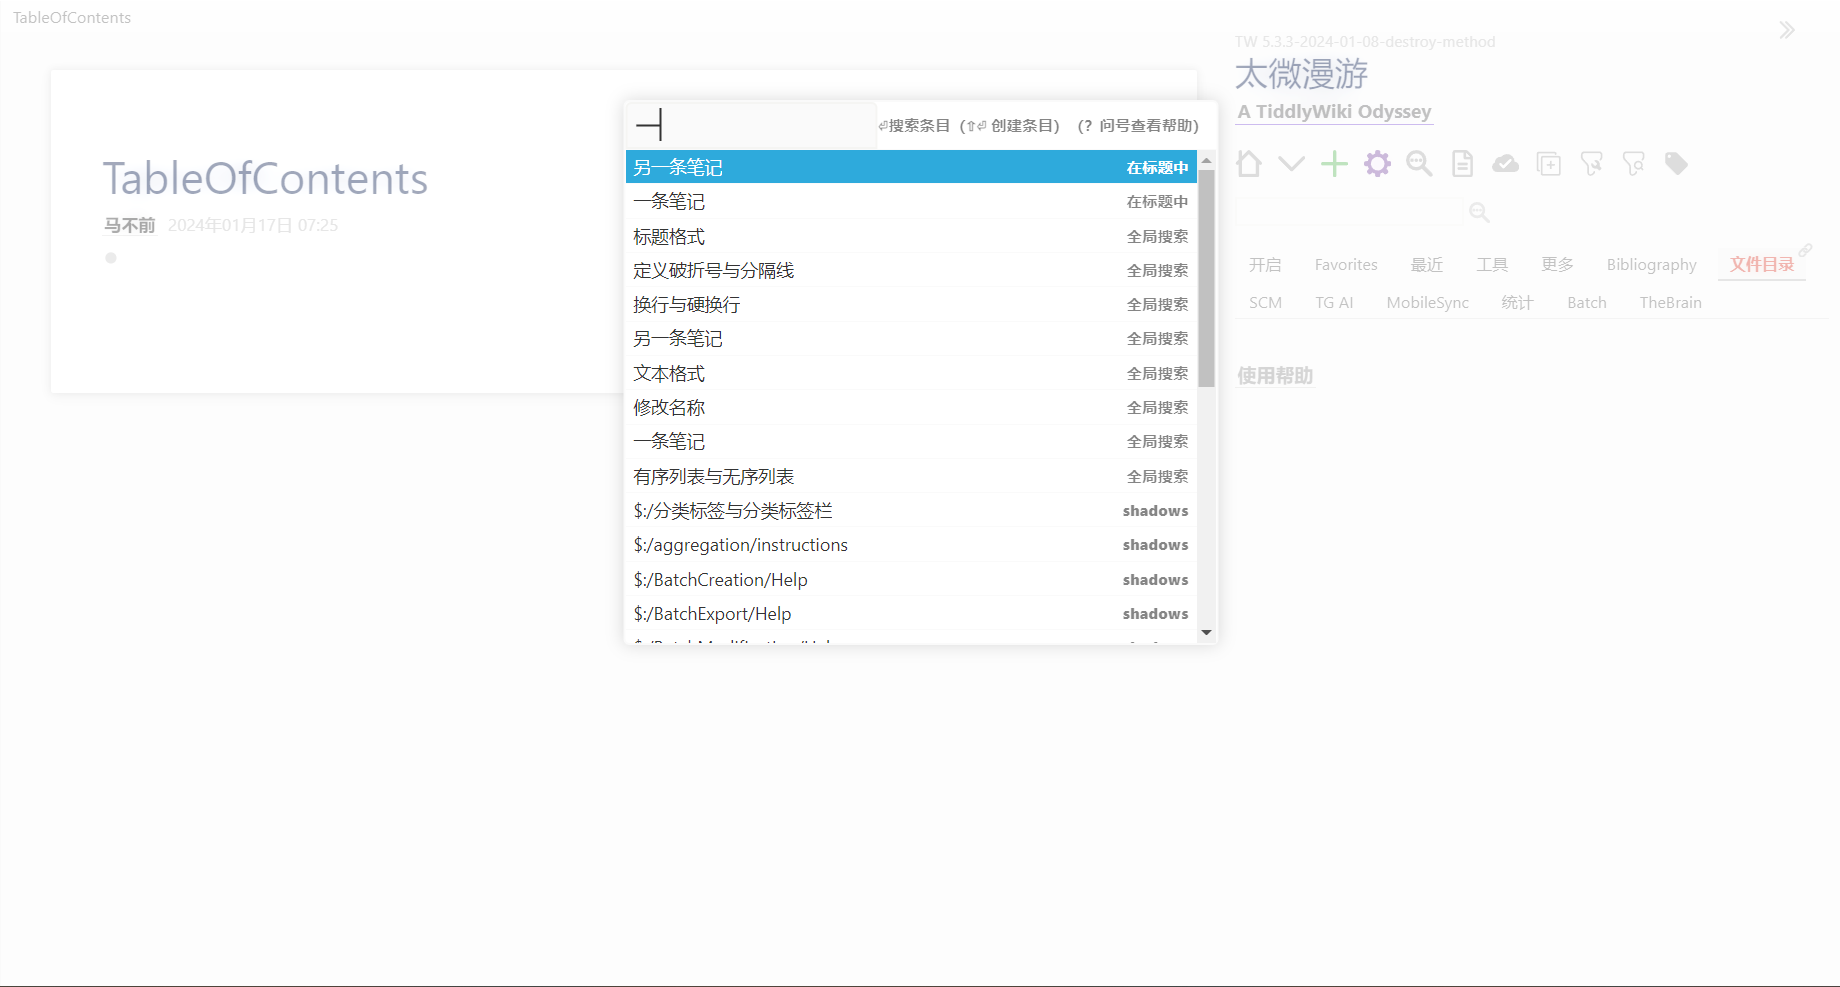 TableOfContents
TW 5.3.3-2024-01-08-destroy-method
太微漫游
A TiddlyWiki Odyssey
TableOfContents
马不前 2024年01月17日 07:25
一
⏎搜索条目 (⇧⏎ 创建条目) (? 问号查看帮助)
另一条笔记 在标题中
一条笔记 在标题中
标题格式 全局搜索
定义破折号与分隔线 全局搜索
换行与硬换行 全局搜索
另一条笔记 全局搜索
文本格式 全局搜索
修改名称 全局搜索
一条笔记 全局搜索
有序列表与无序列表 全局搜索
$:/分类标签与分类标签栏 shadows
$:/aggregation/instructions shadows
$:/BatchCreation/Help shadows
$:/BatchExport/Help shadows
开启 Favorites 最近 工具 更多 Bibliography 文件目录
SCM TG AI MobileSync 统计 Batch TheBrain
使用帮助